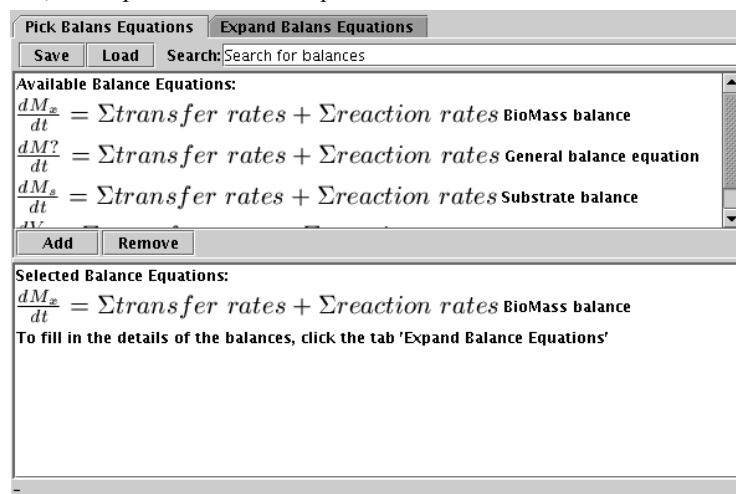 Pick Balans Equations Expand Balans Equations
Save Load Search: Search for balances
Available Balance Equations:
dM_x/dt = Σtransfer rates + Σreaction rates BioMass balance
dM?/dt = Σtransfer rates + Σreaction rates General balance equation
dM_s/dt = Σtransfer rates + Σreaction rates Substrate balance
Add Remove
Selected Balance Equations:
dM_x/dt = Σtransfer rates + Σreaction rates BioMass balance
To fill in the details of the balances, click the tab 'Expand Balance Equations'